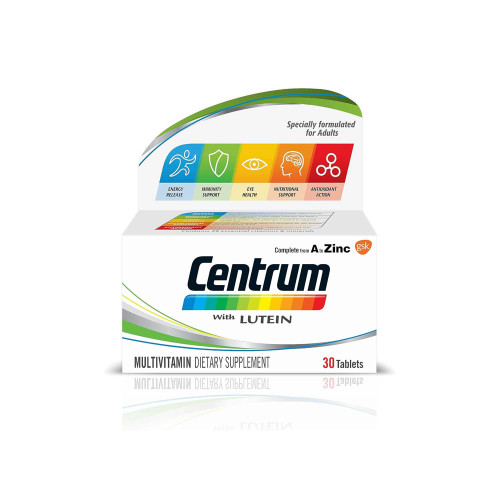 Specially formulated
for Adults
ENERGY
RELEASE
IMMUNITY
SUPPORT
EYE
HEALTH
NUTRITIONAL
SUPPORT
ANTIOXIDANT
ACTION
Complete from A to Zinc
gsk
Centrum
with LUTEIN
MULTIVITAMIN DIETARY SUPPLEMENT
30 Tablets